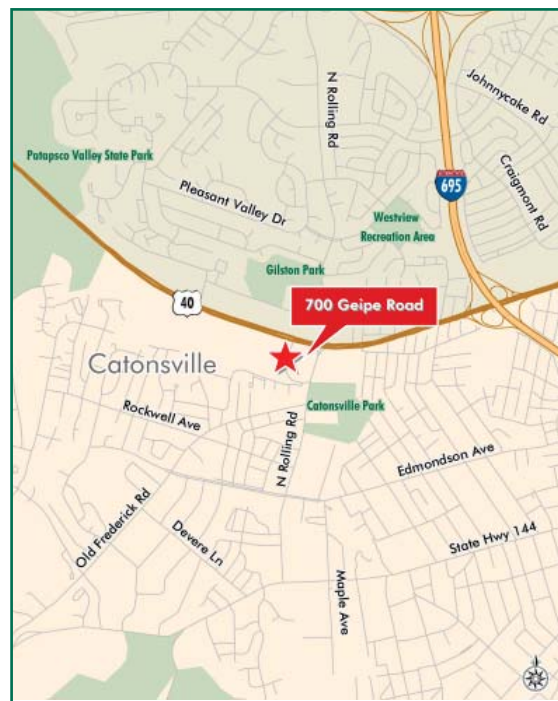 Johnnycake Rd
N Rolling Rd
Patapsco Valley State Park
Craigmont Rd
695
Pleasant Valley Dr
Westview
Recreation Area
Gilston Park
40
700 Geipe Road
Catonsville
Catonsville Park
Rockwell Ave
N Rolling Rd
Edmondson Ave
Old Frederick Rd
Devere Ln
State Hwy 144
Maple Ave